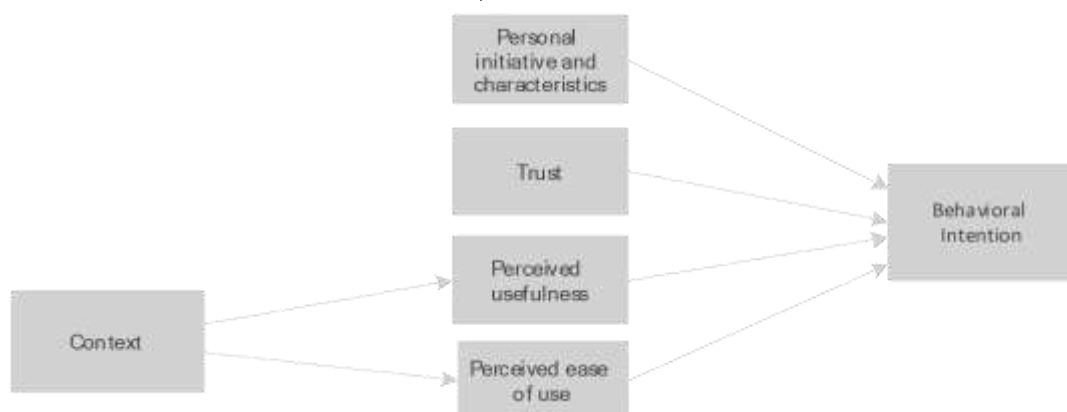 Personal
initiative and
characteristics
Trust
Behavioral
Intention
Perceived
usefulness
Context
Perceived ease
of use